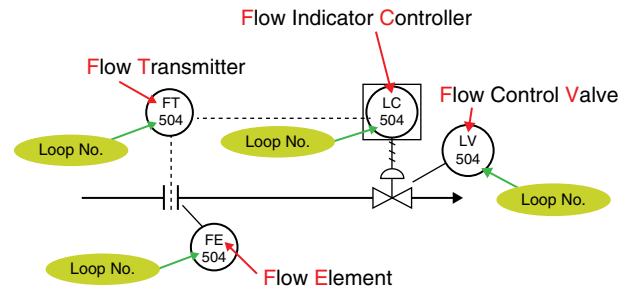 Flow Indicator Controller
Flow Transmitter
FT
504
LC
504
Flow Control Valve
Loop No.
Loop No.
LV
504
Loop No.
FE
504
Loop No.
Flow Element